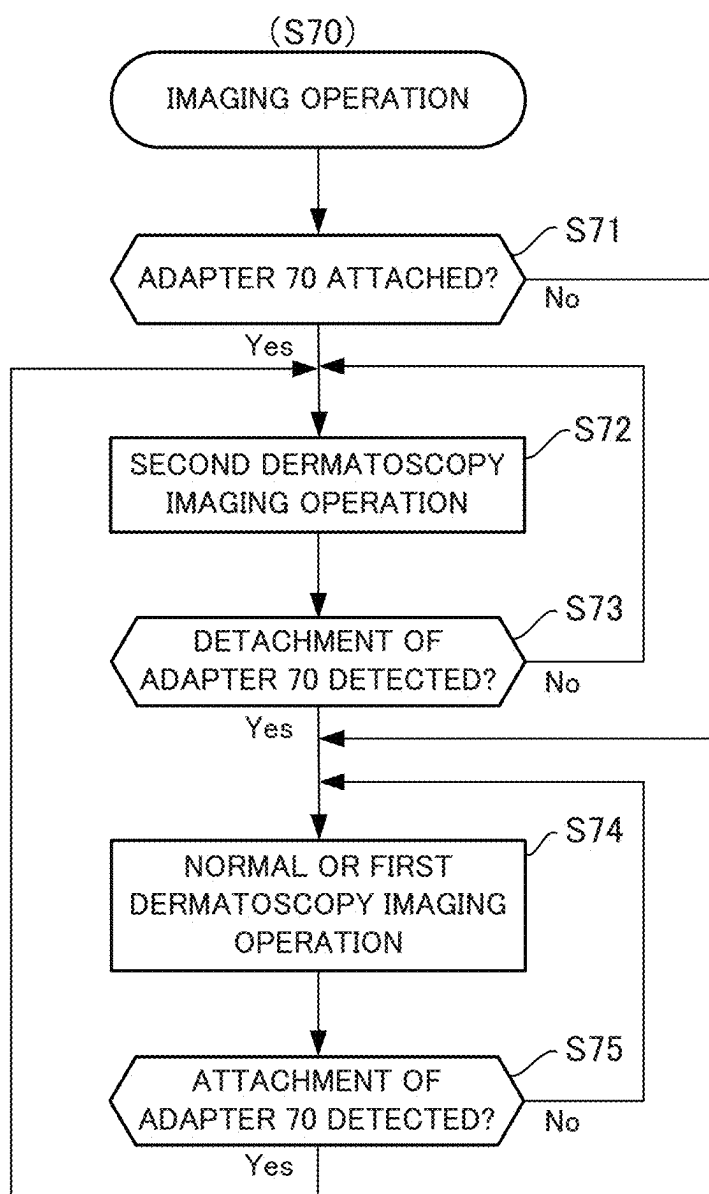 (S70)
IMAGING OPERATION
S71
ADAPTER 70 ATTACHED?
No
Yes
S72
SECOND DERMATOSCOPY
IMAGING OPERATION
S73
DETACHMENT OF
ADAPTER 70 DETECTED?
No
Yes
S74
NORMAL OR FIRST
DERMATOSCOPY IMAGING
OPERATION
S75
ATTACHMENT OF
ADAPTER 70 DETECTED?
No
Yes